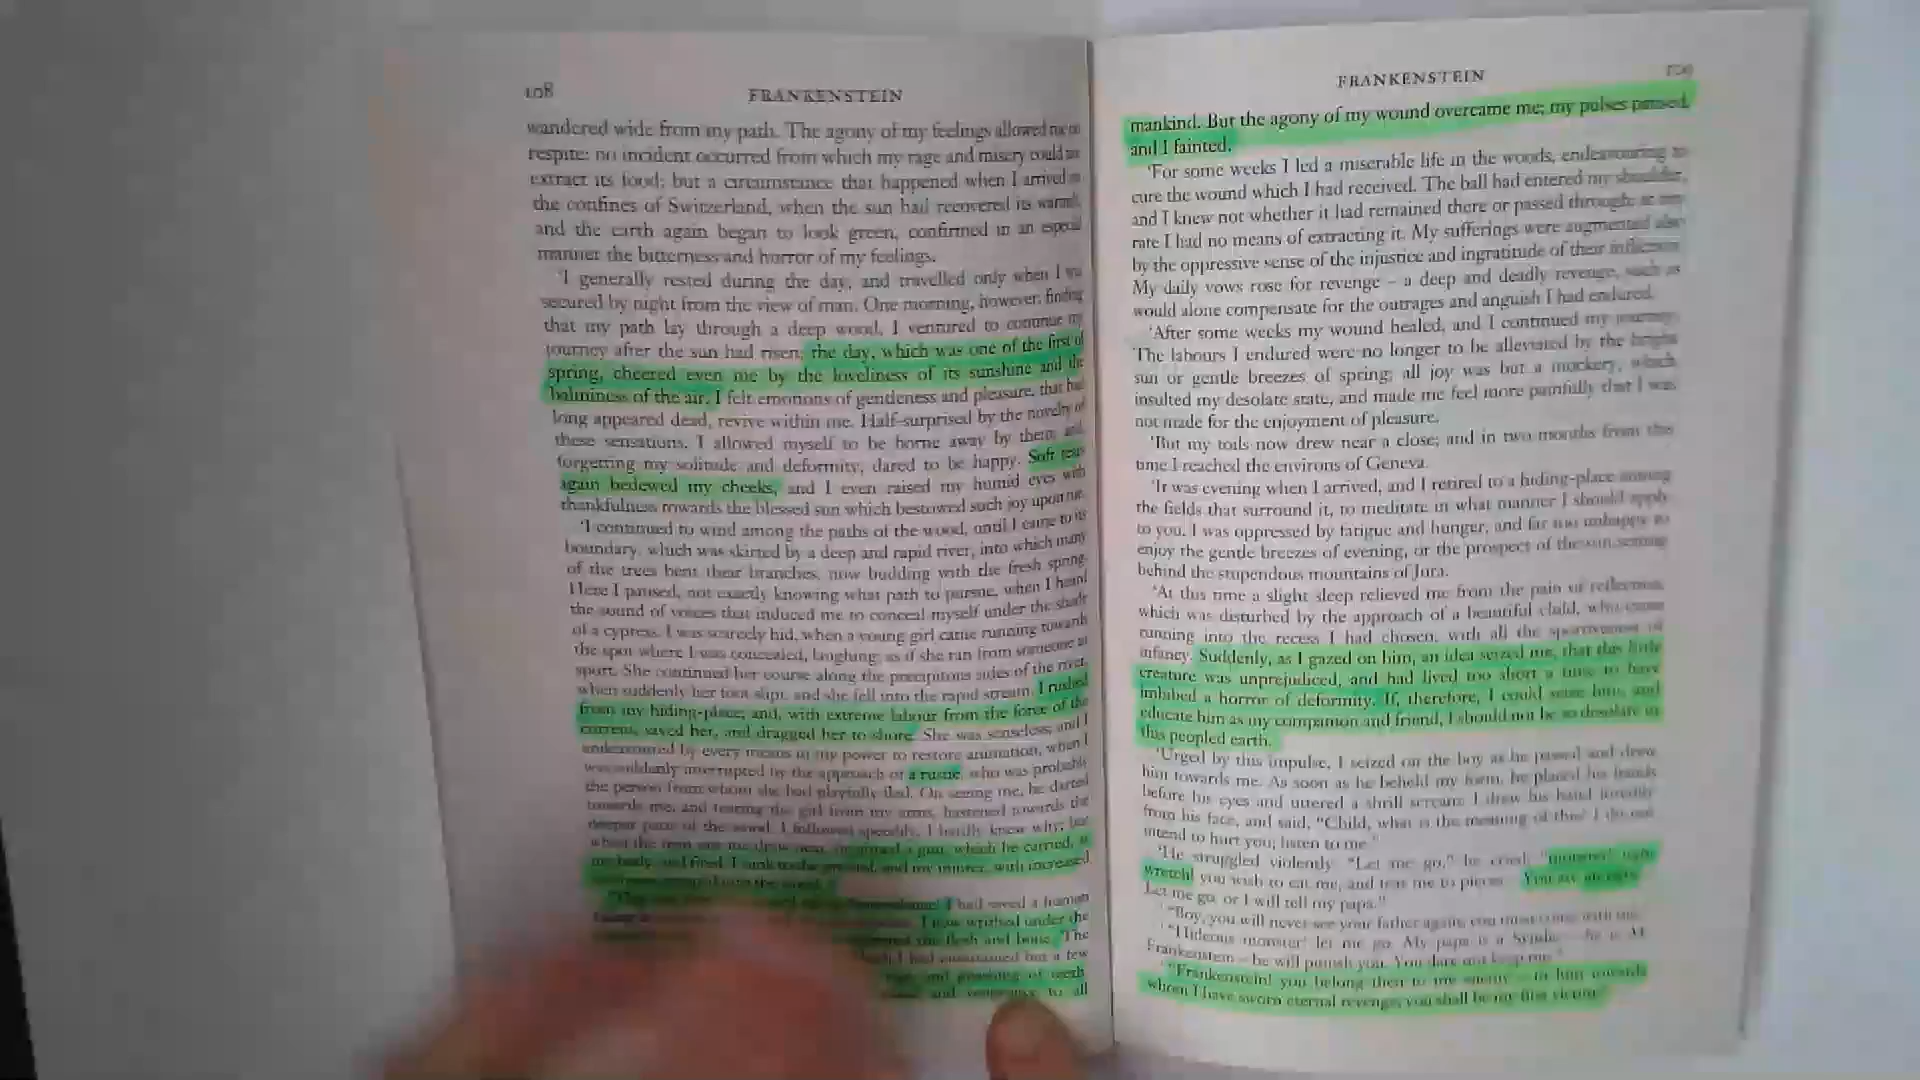 108
FRANKENSTEIN
wandered wide from my path. The agony of my feelings allowed me no
respite: no incident occurred from which my rage and misery could not
extract its food; but a circumstance that happened when I arrived
the confines of Switzerland, when the sun had recovered its warmth
and the earth again began to look green, confirmed in an especial
manner the bitterness and horror of my feelings.
'I generally rested during the day, and travelled only when I was
secured by night from the view of man. One morning, however, finding
that my path lay through a deep wood, I ventured to continue my
journey after the sun had risen; the day, which was one of the first of
spring, cheered even me by the loveliness of its sunshine and the
balminess of the air. I felt emotions of gentleness and pleasure, that had
long appeared dead, revive within me. Half-surprised by the novelty of
these sensations, I allowed myself to be borne away by them; and,
forgetting my solitude and deformity, dared to be happy. Soft tears
again bedewed my cheeks, and I even raised my humid eyes with
thankfulness towards the blessed sun which bestowed such joy upon me.
'I continued to wind among the paths of the wood, until I came to its
boundary, which was skirted by a deep and rapid river, into which many
of the trees bent their branches, now budding with the fresh spring.
Here I paused, not exactly knowing what path to pursue, when I heard
the sound of voices that induced me to conceal myself under the shade
of a cypress. I was scarcely hid, when a young girl came running towards
the spot where I was concealed, laughing, as if she ran from someone in
sport. She continued her course along the precipitous sides of the river,
when suddenly her foot slipt, and she fell into the rapid stream. I rushed
from my hiding-place; and, with extreme labour from the force of the
current, saved her, and dragged her to shore. She was senseless; and I
endeavoured by every means in my power to restore animation, when I
was suddenly interrupted by the approach of a rustic, who was probably
the person from whom she had playfully fled. On seeing me, he darted
towards me, and tearing the girl from my arms, hastened towards the
deeper parts of the wood. I followed speedily, I hardly knew why; but
when the man saw me draw near, he aimed a gun, which he carried, at
my body, and fired. I sunk to the ground, and my injurer, with increased
I had saved a human
I now writhed under the
the flesh and bone. The
I had entertained but a few
and gnashing of teeth
and vengeance to all
FRANKENSTEIN
109
mankind. But the agony of my wound overcame me; my pulses paused,
and I fainted.
'For some weeks I led a miserable life in the woods, endeavouring to
cure the wound which I had received. The ball had entered my shoulder,
and I knew not whether it had remained there or passed through; at any
rate I had no means of extracting it. My sufferings were augmented also
by the oppressive sense of the injustice and ingratitude of their infliction.
My daily vows rose for revenge – a deep and deadly revenge, such as
would alone compensate for the outrages and anguish I had endured.
'After some weeks my wound healed, and I continued my journey.
The labours I endured were no longer to be alleviated by the bright
sun or gentle breezes of spring; all joy was but a mockery, which
insulted my desolate state, and made me feel more painfully that I was
not made for the enjoyment of pleasure.
'But my toils now drew near a close; and in two months from this
time I reached the environs of Geneva.
'It was evening when I arrived, and I retired to a hiding-place among
the fields that surround it, to meditate in what manner I should apply
to you. I was oppressed by fatigue and hunger, and far too unhappy to
enjoy the gentle breezes of evening, or the prospect of the sun setting
behind the stupendous mountains of Jura.
'At this time a slight sleep relieved me from the pain of reflection,
which was disturbed by the approach of a beautiful child, who came
running into the recess I had chosen, with all the sportiveness of
infancy. Suddenly, as I gazed on him, an idea seized me, that this little
creature was unprejudiced, and had lived too short a time to have
imbibed a horror of deformity. If, therefore, I could seize him, and
educate him as my companion and friend, I should not be so desolate in
this peopled earth.
'Urged by this impulse, I seized on the boy as he passed and drew
him towards me. As soon as he beheld my form, he placed his hands
before his eyes and uttered a shrill scream: I drew his hand forcibly
from his face, and said, "Child, what is the meaning of this? I do not
intend to hurt you; listen to me."
'He struggled violently. "Let me go," he cried; "monster! ugly
wretch! you wish to eat me, and tear me to pieces – You are an ogre –
Let me go, or I will tell my papa."
'"Boy, you will never see your father again; you must come with me."
'"Hideous monster! let me go. My papa is a Syndic – he is M.
Frankenstein – he will punish you. You dare not keep me."
'"Frankenstein! you belong then to my enemy – to him towards
whom I have sworn eternal revenge; you shall be my first victim."